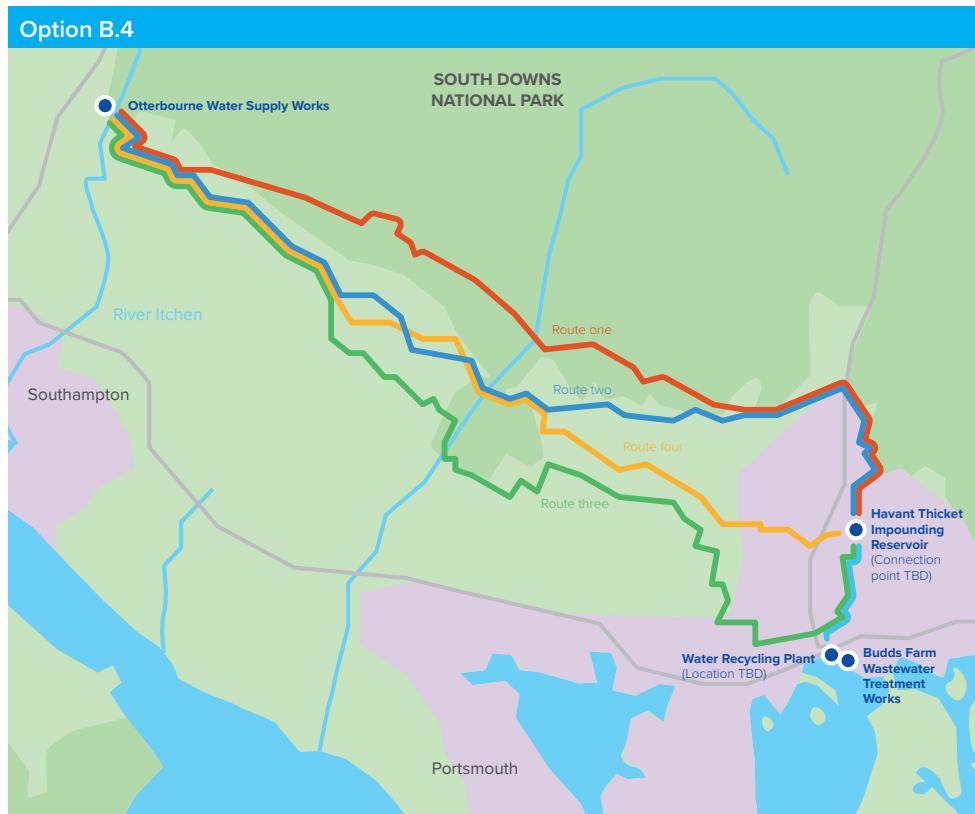 Option B.4
SOUTH DOWNS
NATIONAL PARK
Otterbourne Water Supply Works
River Itchen
Route one
Southampton
Route two
Route four
Route three
Havant Thicket
Impounding
Reservoir
(Connection
point TBD)
Water Recycling Plant
(Location TBD)
Budds Farm
Wastewater
Treatment
Works
Portsmouth